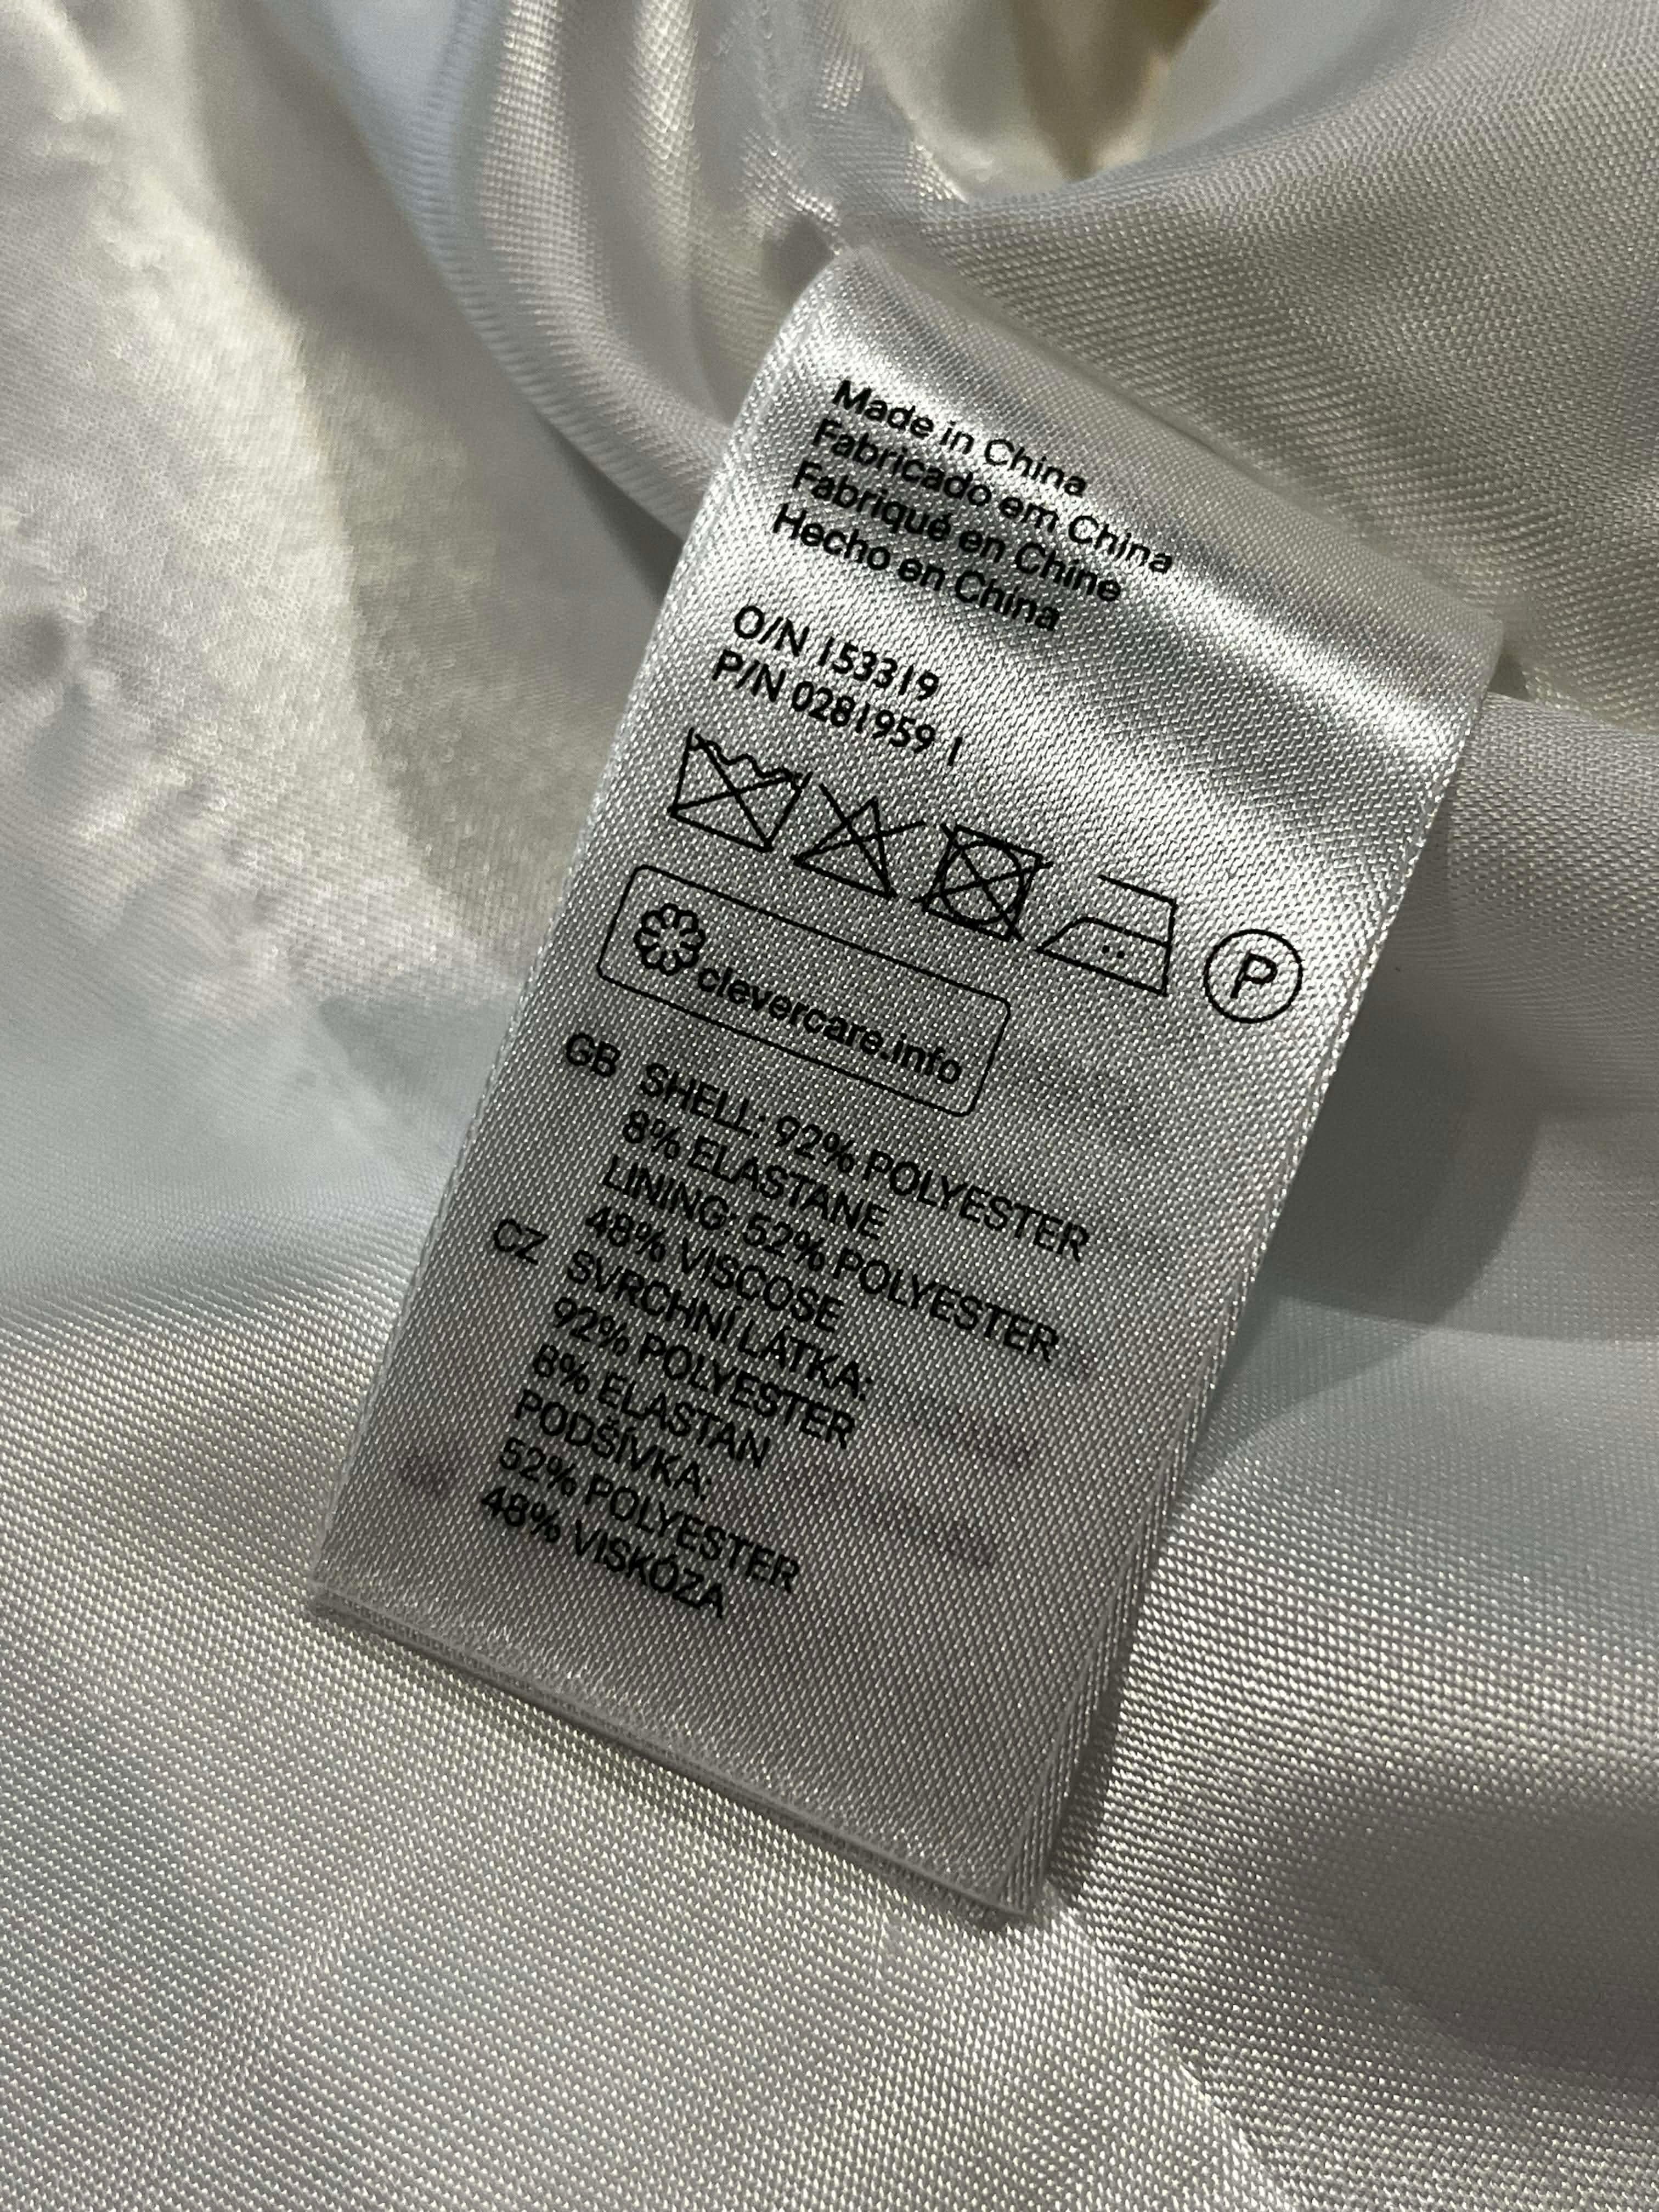 Made in China
Fabricado em China
Fabriqué en Chine
Hecho en China
O/N 153319
P/N 0281959 1
P
clevercare.info
GB SHELL: 92% POLYESTER
8% ELASTANE
LINING: 52% POLYESTER
48% VISCOSE
CZ SVRCHNÍ LÁTKA:
92% POLYESTER
8% ELASTAN
PODŠÍVKA:
52% POLYESTER
48% VISKÓZA